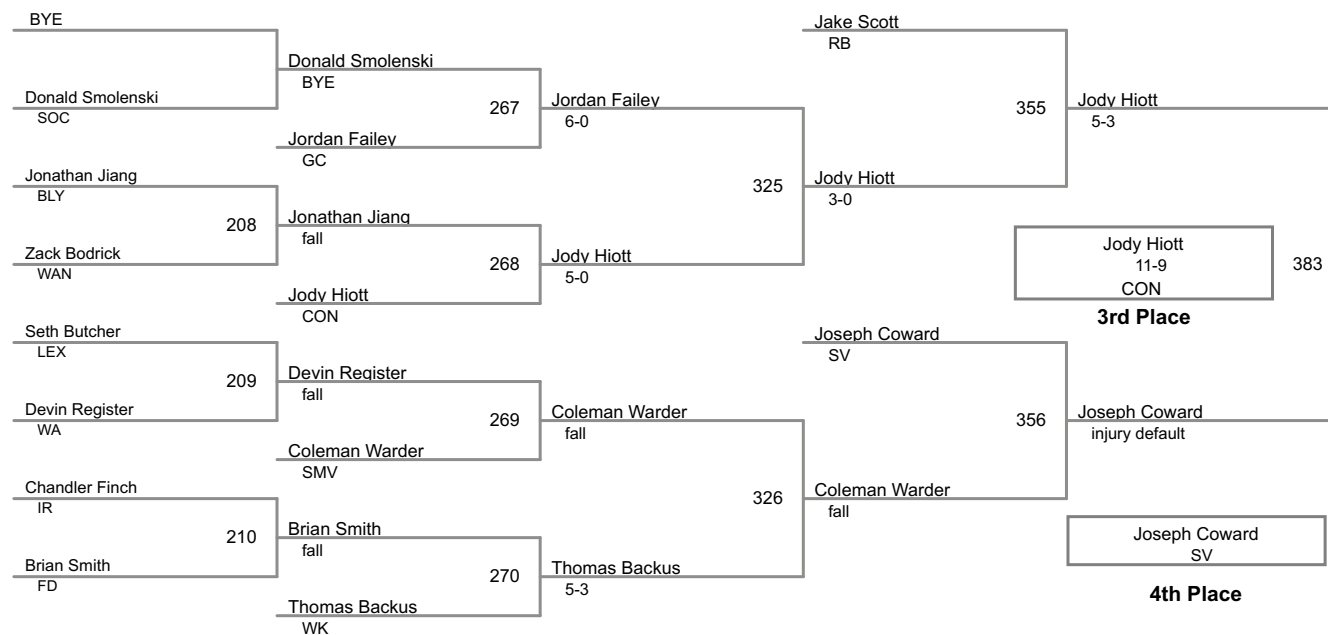 BYE
Donald Smolenski
SOC
Jonathan Jiang
BLY
208
Zack Bodrick
WAN
Seth Butcher
LEX
209
Devin Register
WA
Chandler Finch
IR
210
Brian Smith
FD
Donald Smolenski
BYE
267
Jordan Failey
GC
Jonathan Jiang
fall
268
Jody Hiott
CON
Devin Register
fall
269
Coleman Warder
SMV
Brian Smith
fall
270
Thomas Backus
WK
Jordan Failey
6-0
325
Jody Hiott
5-0
Coleman Warder
fall
326
Thomas Backus
5-3
Jake Scott
RB
355
Jody Hiott
3-0
Joseph Coward
SV
356
Coleman Warder
fall
Jody Hiott
5-3
Jody Hiott
11-9
CON
383
3rd Place
Joseph Coward
injury default
Joseph Coward
SV
4th Place